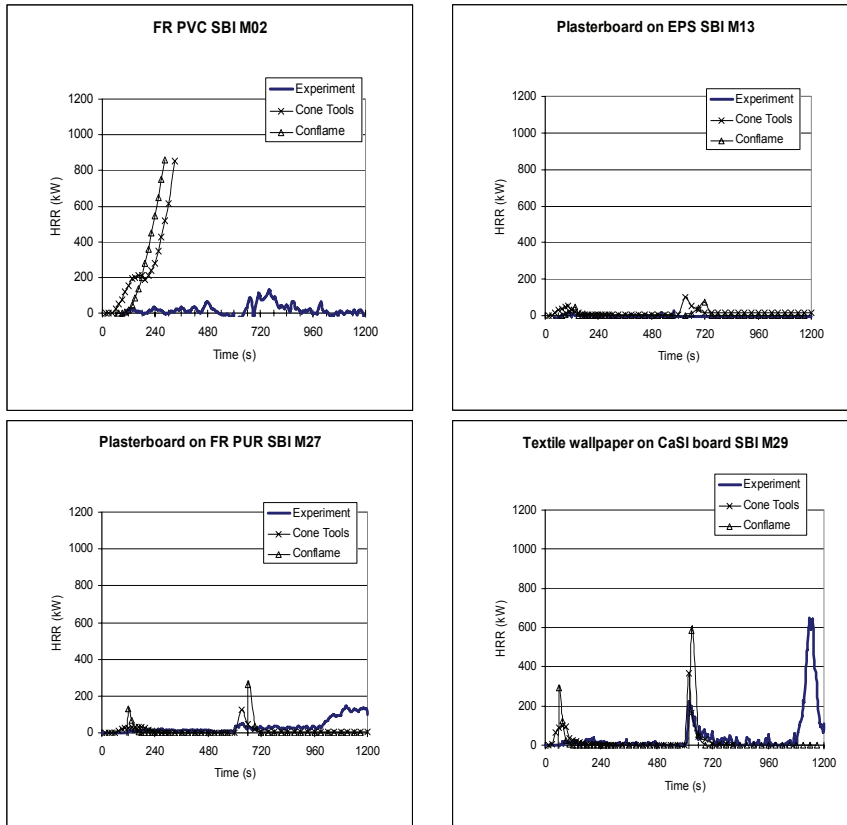 FR PVC SBI M02
Experiment
Cone Tools
Conflame
1200
1000
800
600
400
200
0
HRR (kW)
0 240 480 720 960 1200
Time (s)
Plasterboard on EPS SBI M13
Experiment
Cone Tools
Conflame
1200
1000
800
600
400
200
0
HRR (kW)
0 240 480 720 960 1200
Time (s)
Plasterboard on FR PUR SBI M27
Experiment
Cone Tools
Conflame
1200
1000
800
600
400
200
0
HRR (kW)
0 240 480 720 960 1200
Time (s)
Textile wallpaper on CaSI board SBI M29
Experiment
Cone Tools
Conflame
1200
1000
800
600
400
200
0
HRR (kW)
0 240 480 720 960 1200
Time (s)